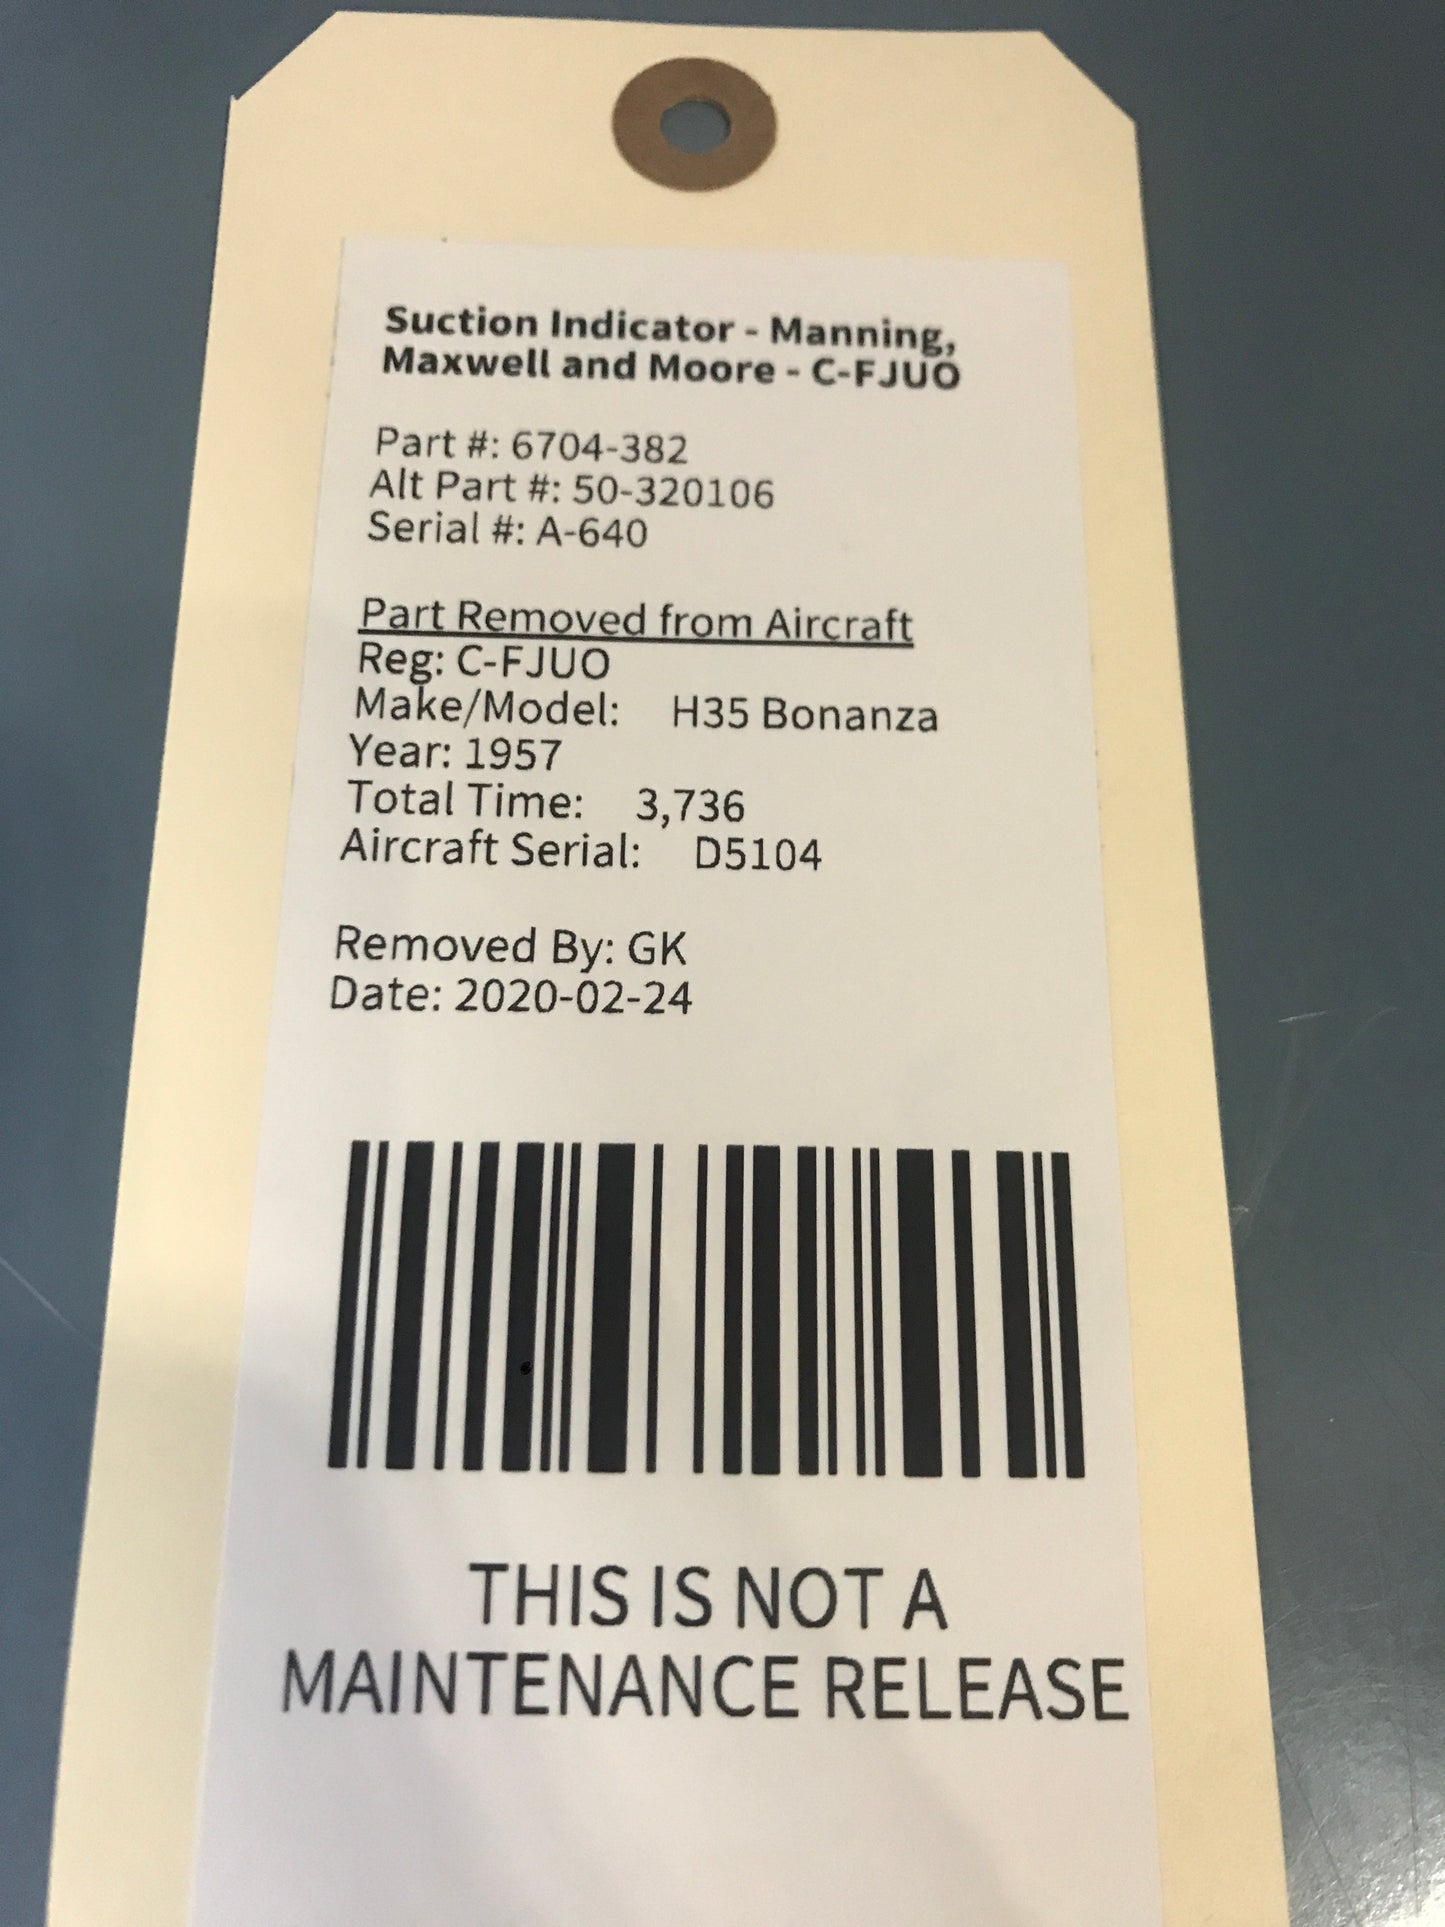 Suction Indicator - Manning,
Maxwell and Moore - C-FJUO
Part #: 6704-382
Alt Part #: 50-320106
Serial #: A-640
Part Removed from Aircraft
Reg: C-FJUO
Make/Model: H35 Bonanza
Year: 1957
Total Time: 3,736
Aircraft Serial: D5104
Removed By: GK
Date: 2020-02-24
THIS IS NOT A
MAINTENANCE RELEASE